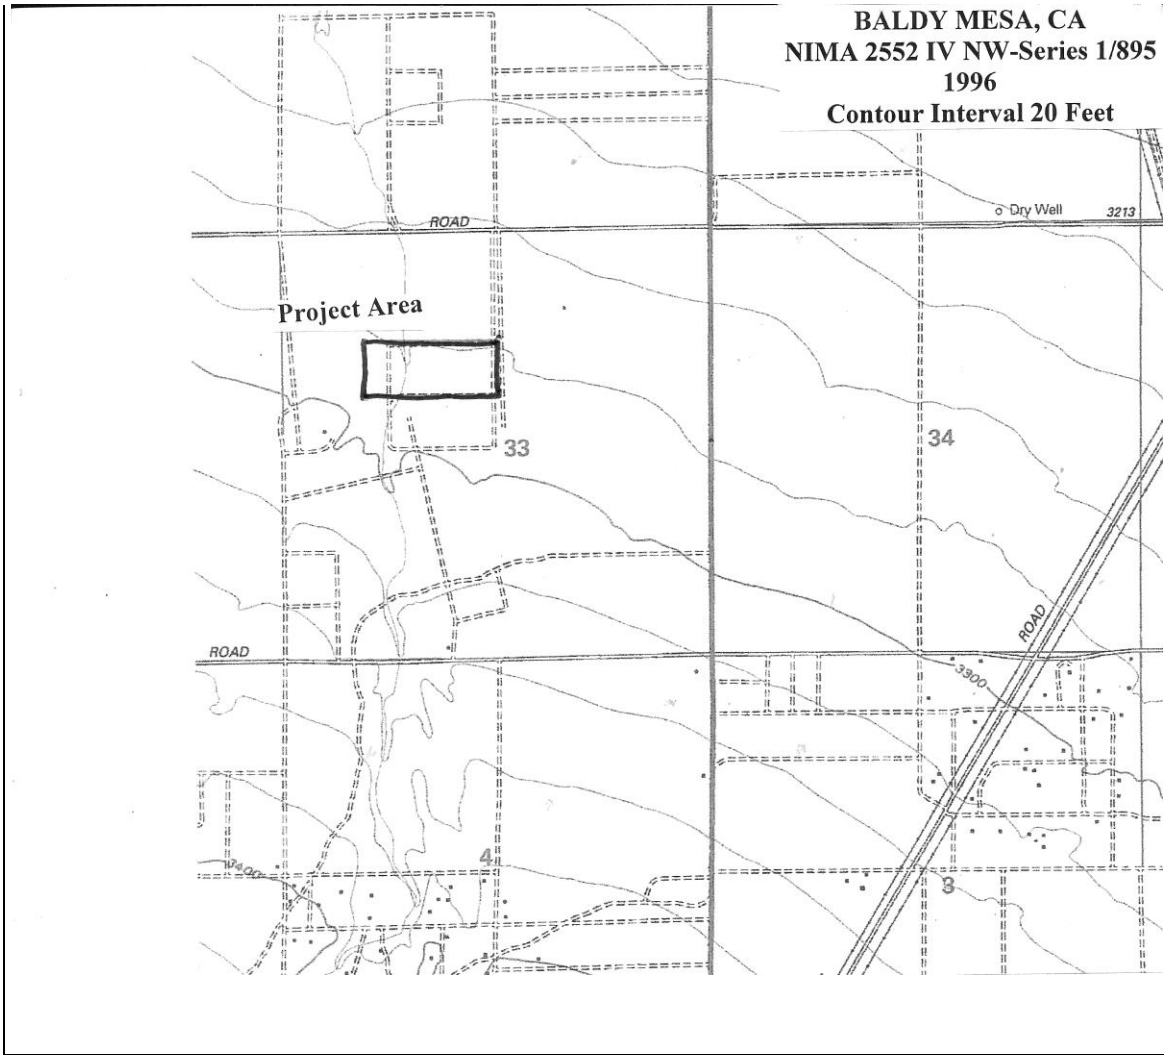 BALDY MESA, CA
NIMA 2552 IV NW-Series 1/895
1996
Contour Interval 20 Feet
ROAD
Dry Well
3213
Project Area
33
34
ROAD
ROAD
3300
3400
4
3